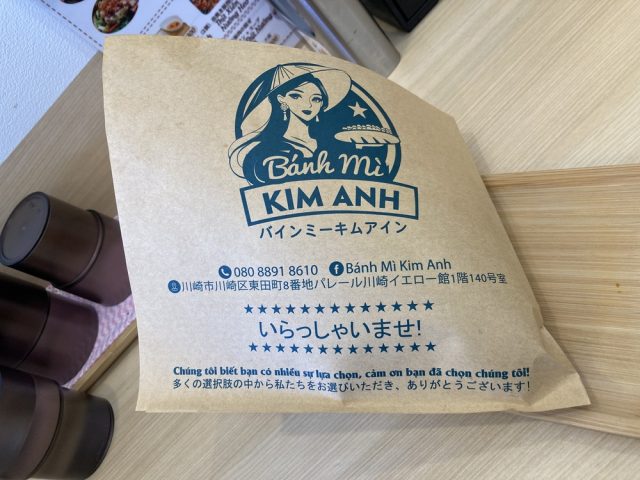 Bánh Mì
KIM ANH
バインミーキムアイン
080 8891 8610 Bánh Mì Kim Anh
川崎市川崎区東田町8番地パレール川崎イエロー館1階140号室
いらっしゃいませ!
Chúng tôi biết bạn có nhiều sự lựa chọn, cảm ơn bạn đã chọn chúng tôi!
多くの選択肢の中から私たちをお選びいただき、ありがとうございます!